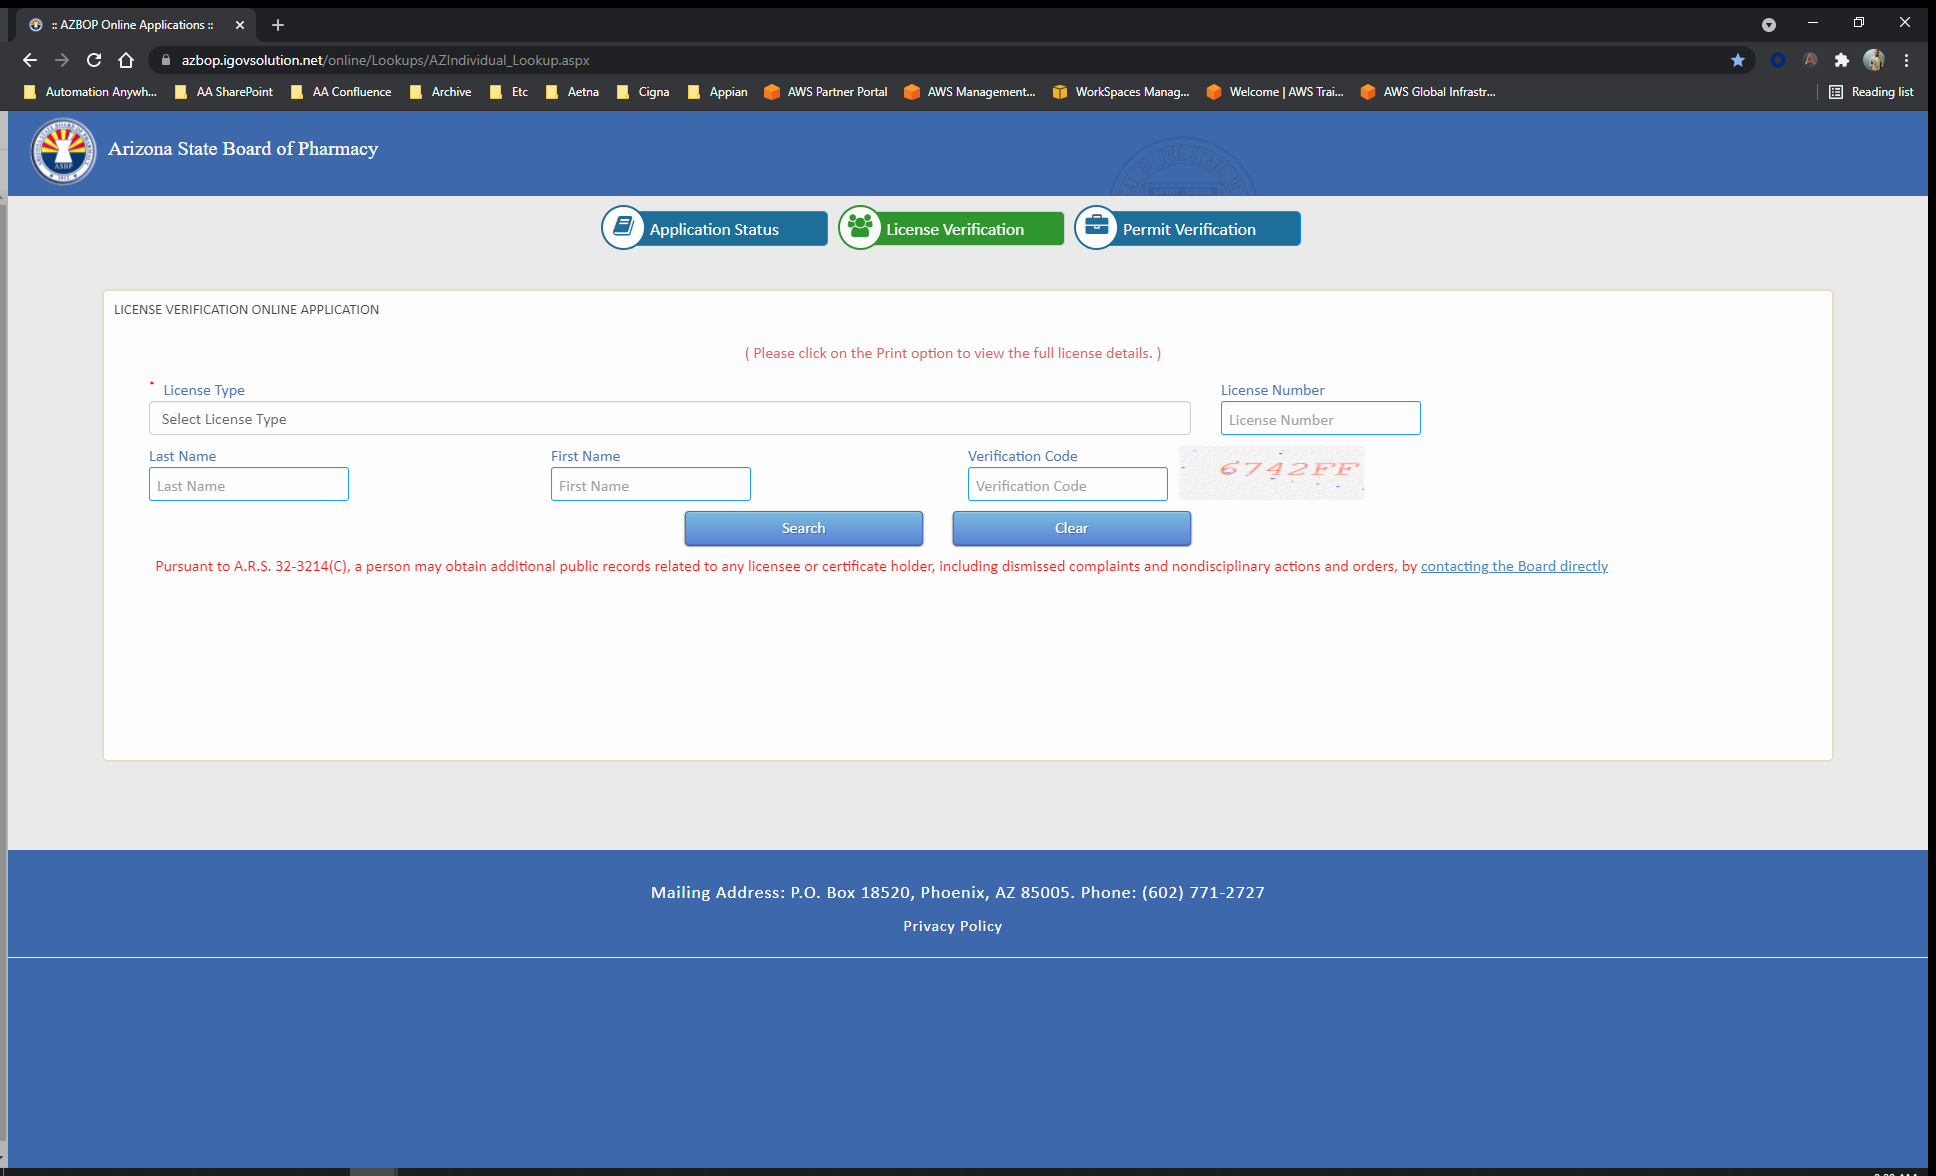 :: AZBOP Online Applications ::
azbop.igovsolution.net/online/Lookups/AZIndividual_Lookup.aspx
Automation Anywh... AA SharePoint AA Confluence Archive Etc Aetna Cigna Appian AWS Partner Portal AWS Management... WorkSpaces Manag... Welcome | AWS Trai... AWS Global Infrastr... Reading list
Arizona State Board of Pharmacy
Application Status License Verification Permit Verification
LICENSE VERIFICATION ONLINE APPLICATION
( Please click on the Print option to view the full license details. )
* License Type License Number
Select License Type License Number
Last Name First Name Verification Code 6742FF
Last Name First Name Verification Code
Search Clear
Pursuant to A.R.S. 32-3214(C), a person may obtain additional public records related to any licensee or certificate holder, including dismissed complaints and nondisciplinary actions and orders, by contacting the Board directly
Mailing Address: P.O. Box 18520, Phoenix, AZ 85005. Phone: (602) 771-2727
Privacy Policy